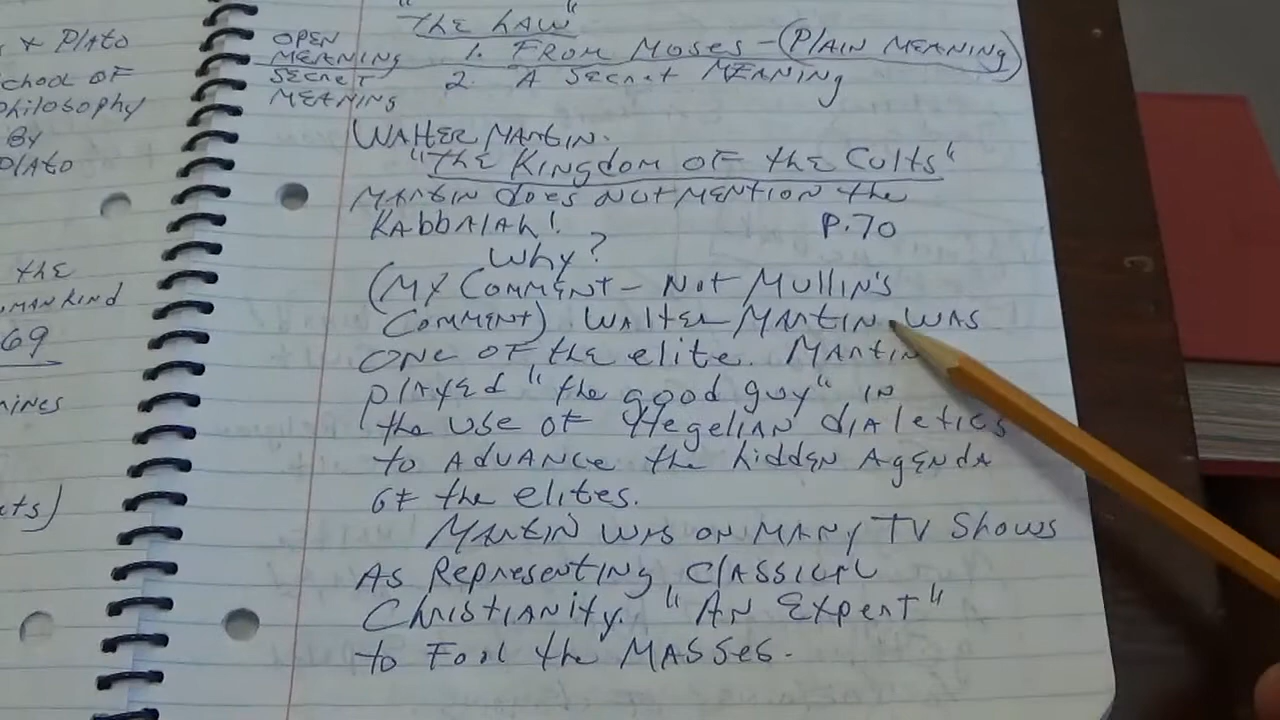 & Plato
chool of
Philosophy
By
Plato
the
mankind
69
mines
cts)
"the LAW"
OPEN MEANING 1. From Moses - (Plain Meaning)
Secret MEANING 2. A Secret Meaning
Walter Martin.
"the Kingdom of the Cults"
Martin does not mention the
Kabbalah! P.70
Why?
(My Comment - Not Mullin's
Comment) Walter Martin was
one of the elite. Martin
played "the good guy" in
the use of Hegelian dialetics
to advance the hidden Agenda
of the elites.
Martin was on many TV Shows
As Representing Classical
Christianity. "An Expert"
to Fool the MASSES.